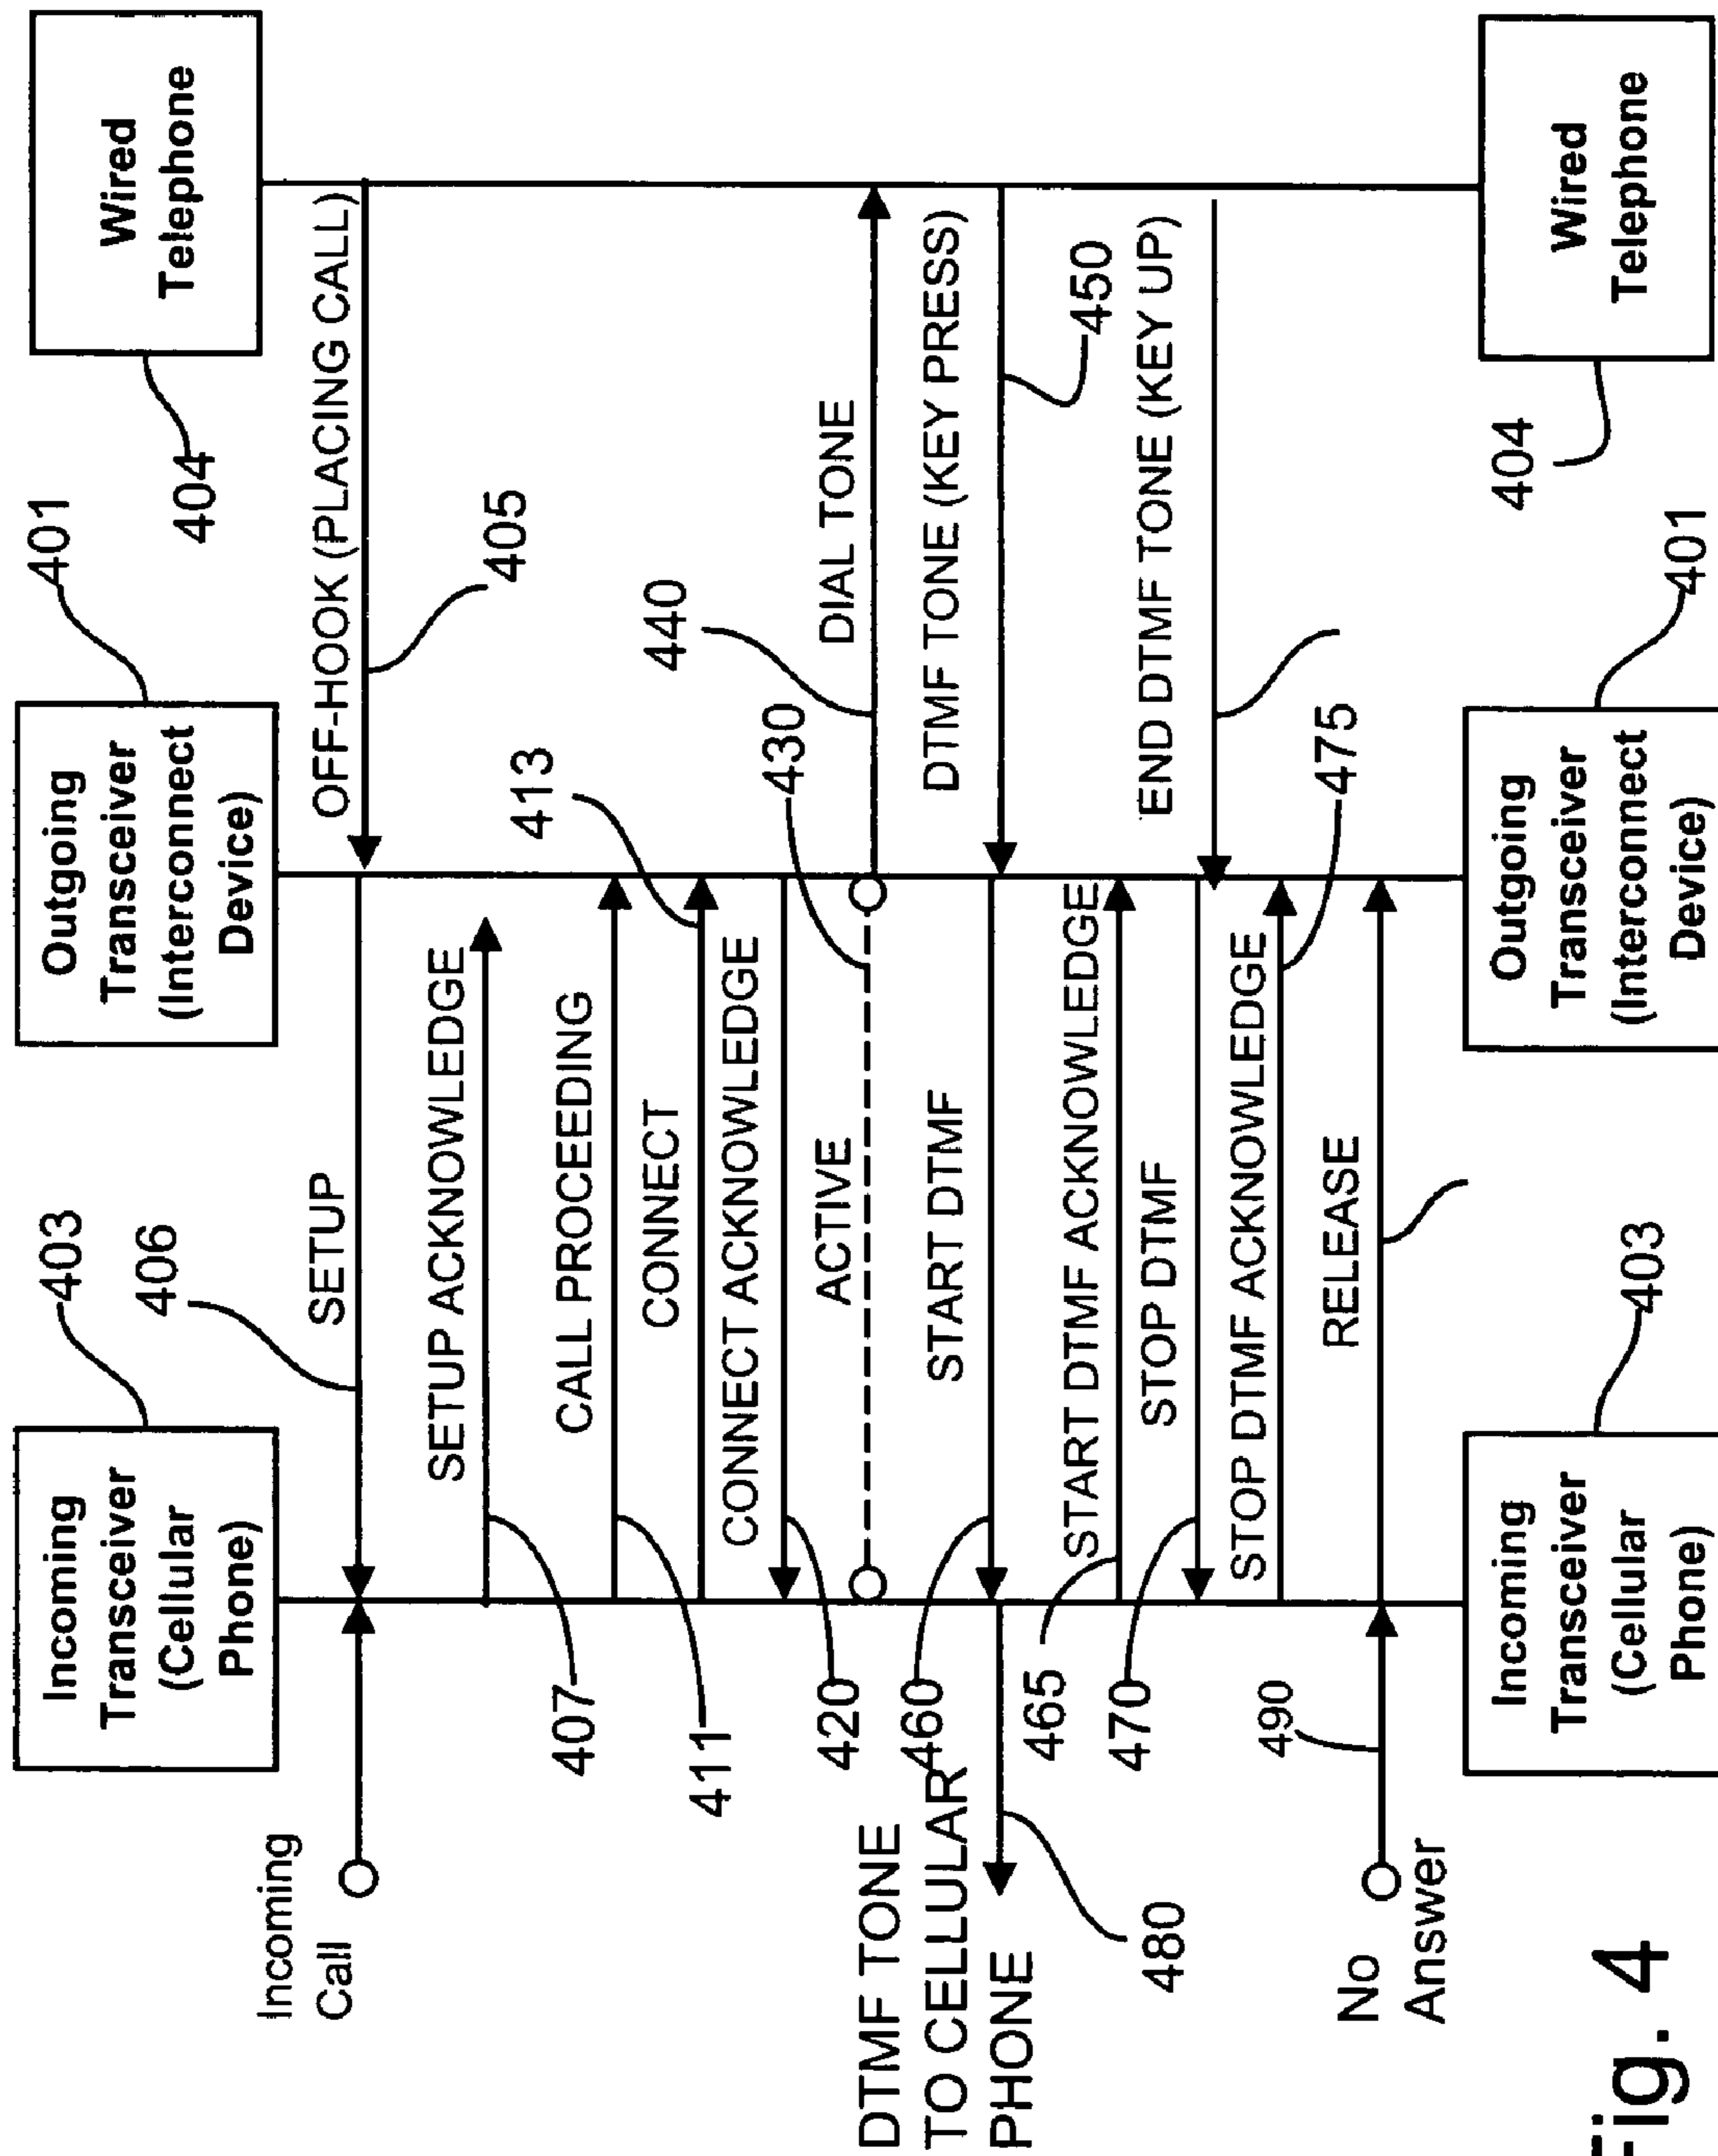 Incoming
Transceiver
(Cellular
Phone)
403
Outgoing
Transceiver
(Interconnect
Device)
401
Wired
Telephone
404
Incoming
Call
406
SETUP
OFF-HOOK (PLACING CALL)
405
SETUP ACKNOWLEDGE
407
CALL PROCEEDING
411
CONNECT
413
CONNECT ACKNOWLEDGE
420
ACTIVE
430
440
DIAL TONE
DTMF TONE
TO CELLULAR
PHONE
480
460
START DTMF
DTMF TONE (KEY PRESS)
450
START DTMF ACKNOWLEDGE
465
STOP DTMF
470
END DTMF TONE (KEY UP)
STOP DTMF ACKNOWLEDGE
475
No
Answer
490
RELEASE
Incoming
Transceiver
(Cellular
Phone)
403
Outgoing
Transceiver
(Interconnect
Device)
401
Wired
Telephone
404
Fig. 4